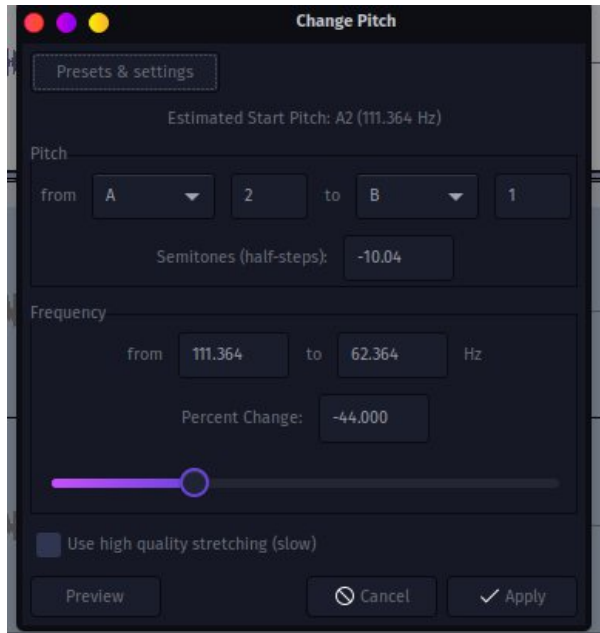 Change Pitch
Presets & settings
Estimated Start Pitch: A2 (111.364 Hz)
Pitch
from A 2 to B 1
Semitones (half-steps): -10.04
Frequency
from 111.364 to 62.364 Hz
Percent Change: -44.000
Use high quality stretching (slow)
Preview Cancel Apply